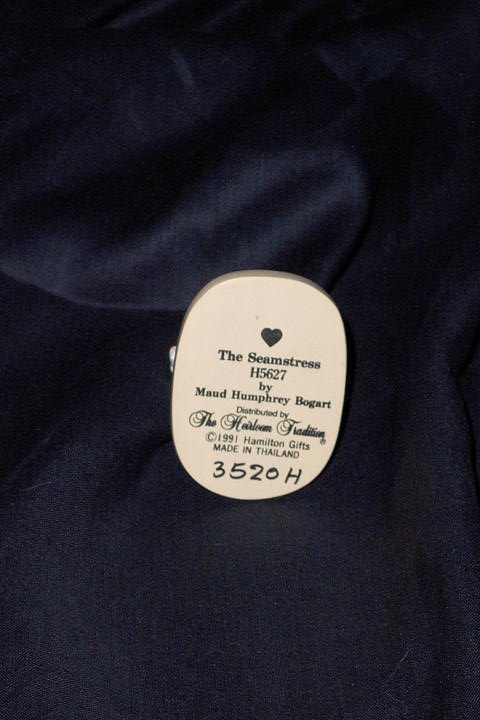 The Seamstress
H5627
by
Maud Humphrey Bogart
Distributed by
The Heirloom Tradition®
©1991 Hamilton Gifts
MADE IN THAILAND
3520H